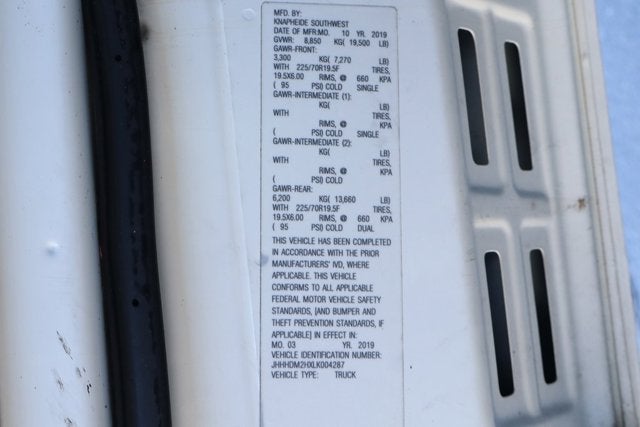 MFD. BY:
KNAPHEIDE SOUTHWEST
DATE OF MFR:MO. 10 YR. 2019
GVWR: 8,850 KG( 19,500 LB)
GAWR-FRONT:
3,300 KG( 7,270 LB)
WITH 225/70R19.5F TIRES,
19.5X6.00 RIMS, @ 660 KPA
( 95 PSI) COLD SINGLE
GAWR-INTERMEDIATE (1):
KG( LB)
WITH TIRES,
RIMS, @ KPA
( PSI) COLD SINGLE
GAWR-INTERMEDIATE (2):
KG( LB)
WITH TIRES,
RIMS, @ KPA
( PSI) COLD
GAWR-REAR:
6,200 KG( 13,660 LB)
WITH 225/70R19.5F TIRES,
19.5X6.00 RIMS, @ 660 KPA
( 95 PSI) COLD DUAL
THIS VEHICLE HAS BEEN COMPLETED
IN ACCORDANCE WITH THE PRIOR
MANUFACTURERS' IVD, WHERE
APPLICABLE. THIS VEHICLE
CONFORMS TO ALL APPLICABLE
FEDERAL MOTOR VEHICLE SAFETY
STANDARDS, [AND BUMPER AND
THEFT PREVENTION STANDARDS, IF
APPLICABLE] IN EFFECT IN:
MO. 03 YR. 2019
VEHICLE IDENTIFICATION NUMBER:
JHHHDM2HXLK004287
VEHICLE TYPE: TRUCK